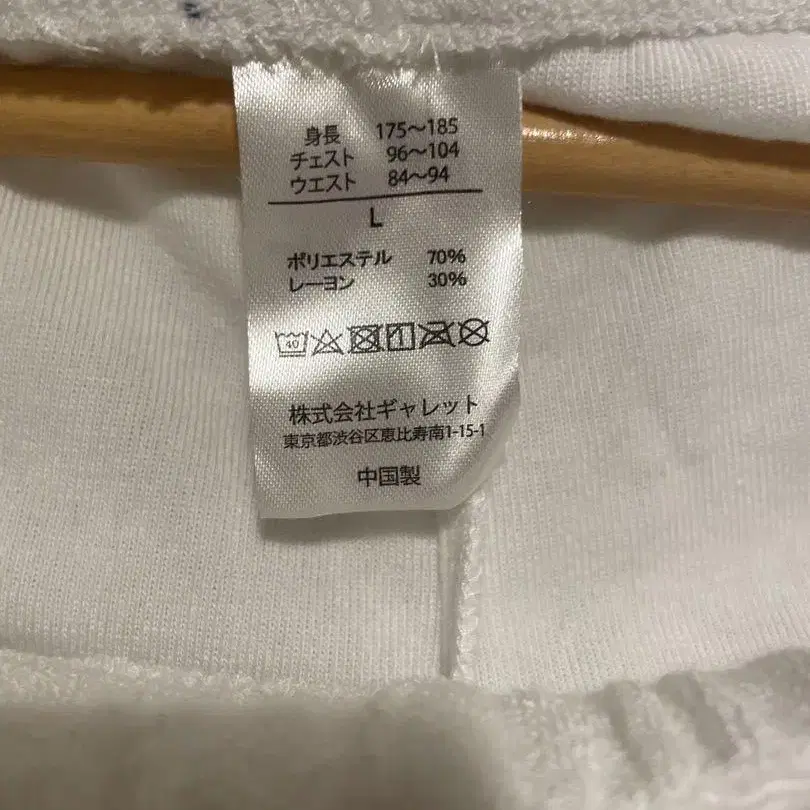 身長 175～185
チェスト 96～104
ウエスト 84～94
L
ポリエステル 70%
レーヨン 30%
40
株式会社ギャレット
東京都渋谷区恵比寿南1-15-1
中国製